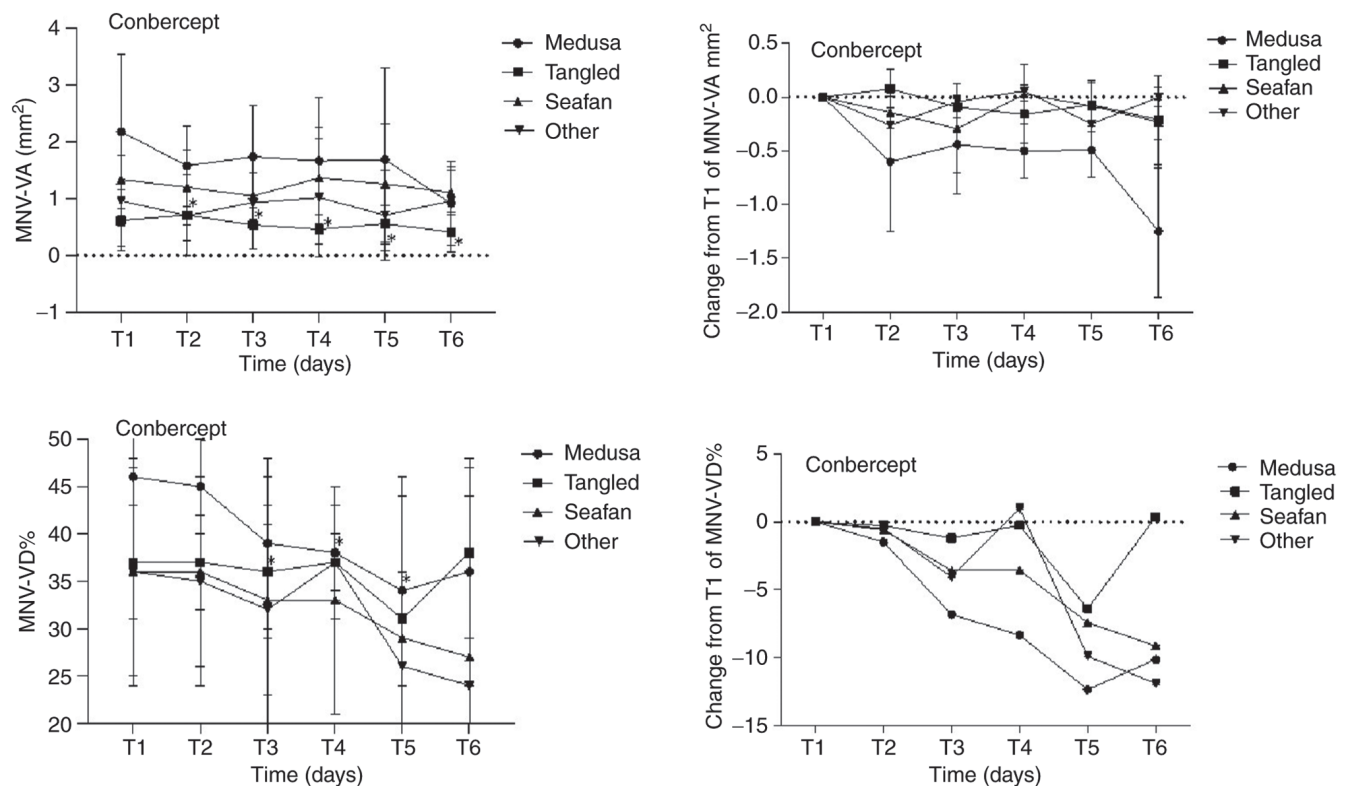 Conbercept
MNV-VA (mm²)
4
3
2
1
0
−1
T1 T2 T3 T4 T5 T6
Time (days)
* * * * *
Medusa
Tangled
Seafan
Other
Conbercept
Change from T1 of MNV-VA mm²
0.5
0.0
−0.5
−1.0
−1.5
−2.0
T1 T2 T3 T4 T5 T6
Time (days)
Medusa
Tangled
Seafan
Other
Conbercept
MNV-VD%
50
45
40
35
30
25
20
T1 T2 T3 T4 T5 T6
Time (days)
* * *
Medusa
Tangled
Seafan
Other
Conbercept
Change from T1 of MNV-VD%
5
0
−5
−10
−15
T1 T2 T3 T4 T5 T6
Time (days)
Medusa
Tangled
Seafan
Other